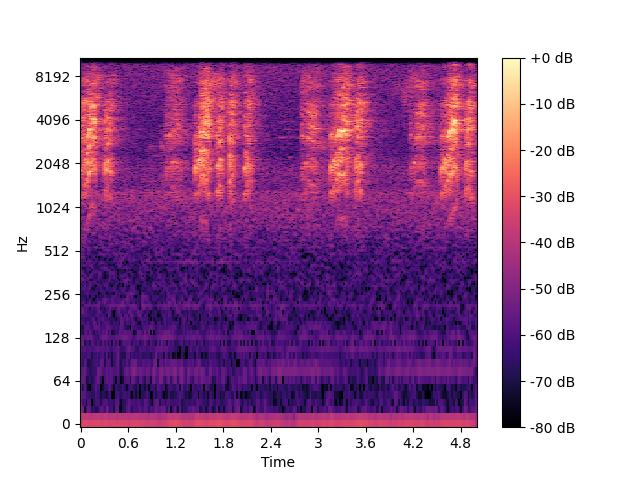 8192
4096
2048
1024
512
256
128
64
0
Hz
0 0.6 1.2 1.8 2.4 3 3.6 4.2 4.8
Time
+0 dB
-10 dB
-20 dB
-30 dB
-40 dB
-50 dB
-60 dB
-70 dB
-80 dB